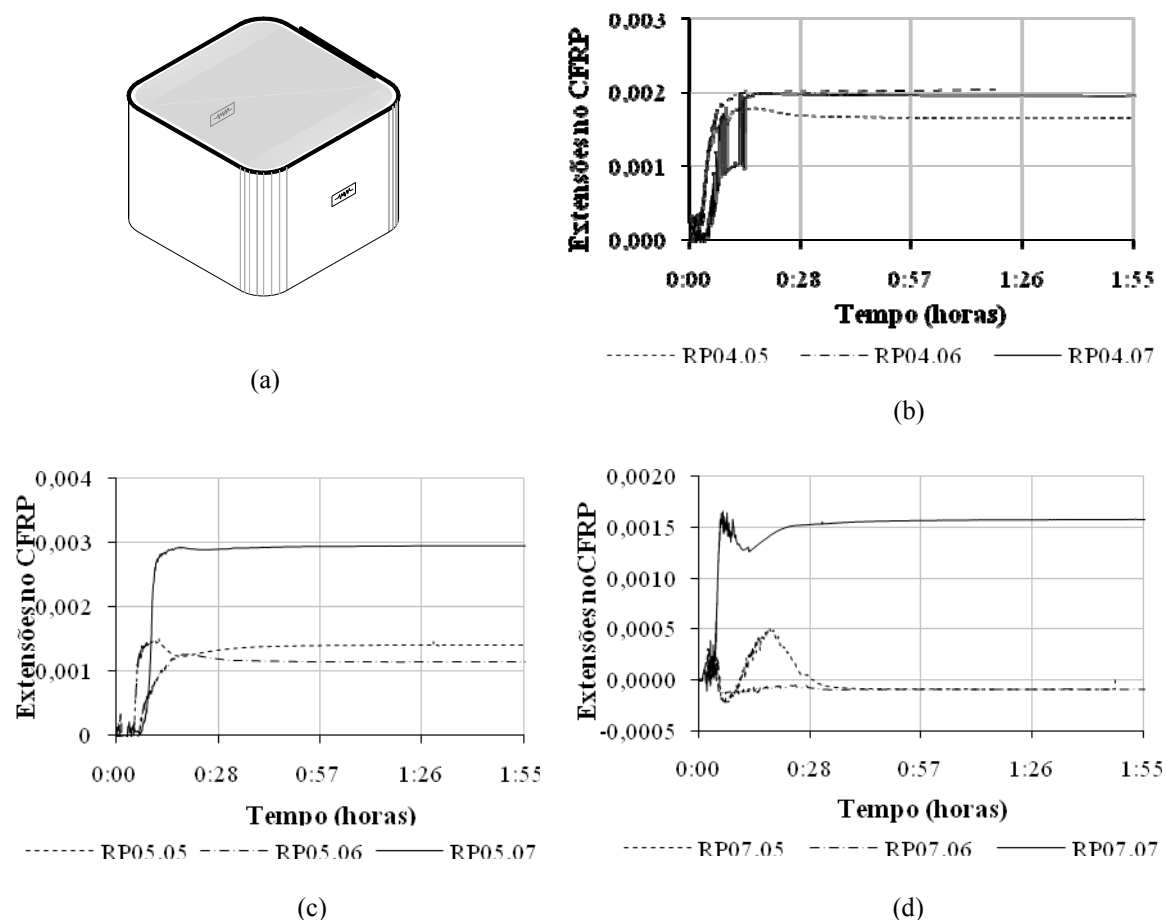 (a)
Extensões no CFRP
0,003
0,002
0,001
0,000
0:00 0:28 0:57 1:26 1:55
Tempo (horas)
RP04.05 RP04.06 RP04.07
(b)
Extensões no CFRP
0,004
0,003
0,002
0,001
0
0:00 0:28 0:57 1:26 1:55
Tempo (horas)
RP05.05 RP05.06 RP05.07
(c)
Extensões no CFRP
0,0020
0,0015
0,0010
0,0005
0,0000
-0,0005
0:00 0:28 0:57 1:26 1:55
Tempo (horas)
RP07.05 RP07.06 RP07.07
(d)